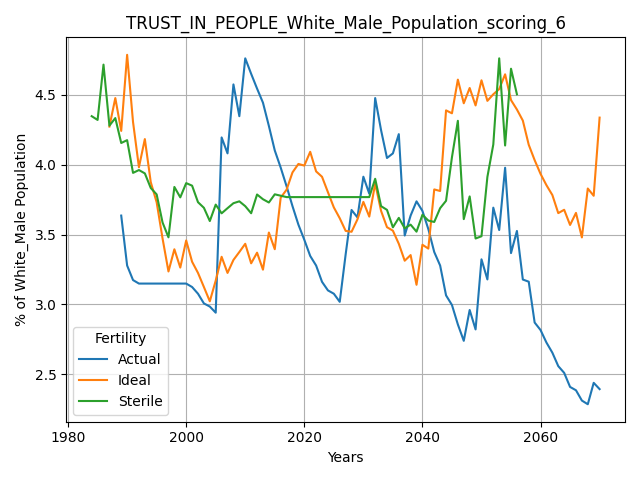 TRUST_IN_PEOPLE_White_Male_Population_scoring_6
% of White_Male Population
4.5
4.0
3.5
3.0
2.5
Fertility
Actual
Ideal
Sterile
1980 2000 2020 2040 2060
Years